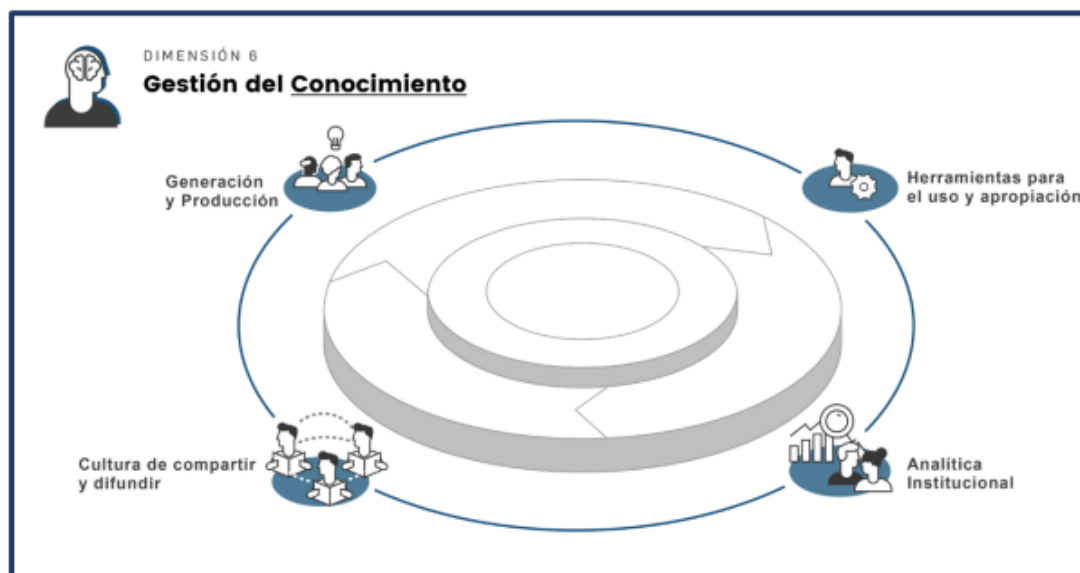 DIMENSIÓN 6
Gestión del Conocimiento
Generación
y Producción
Herramientas para
el uso y apropiación
Cultura de compartir
y difundir
Analítica
Institucional